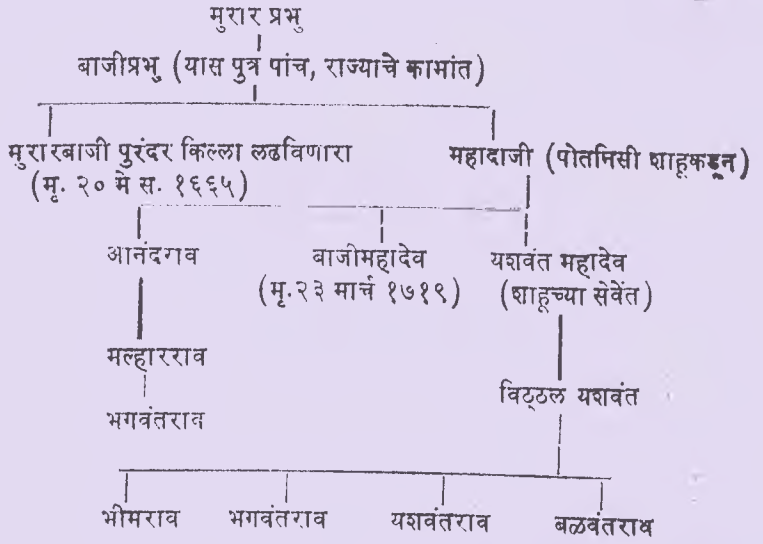 मुरार प्रभु
बाजीप्रभु (यास पुत्र पांच, राज्याचे कामांत)
मुरारबाजी पुरंदर किल्ला लढविणारा
(मृ. २० मे स. १६६५)
महादाजी (पोतनिसी शाहूकडून)
आनंदराव
बाजीमहादेव
(मृ.२३ मार्च १७१९)
यशवंत महादेव
(शाहूच्या सेवेंत)
मल्हारराव
विठ्ठल यशवंत
भगवंतराव
भीमराव भगवंतराव यशवंतराव बळवंतराव